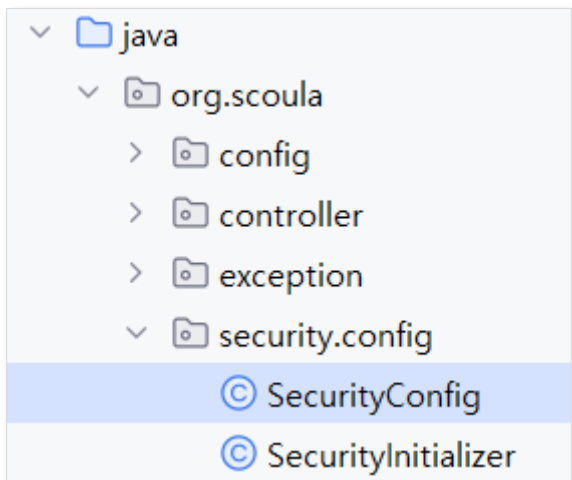 java
org.scoula
config
controller
exception
security.config
SecurityConfig
SecurityInitializer